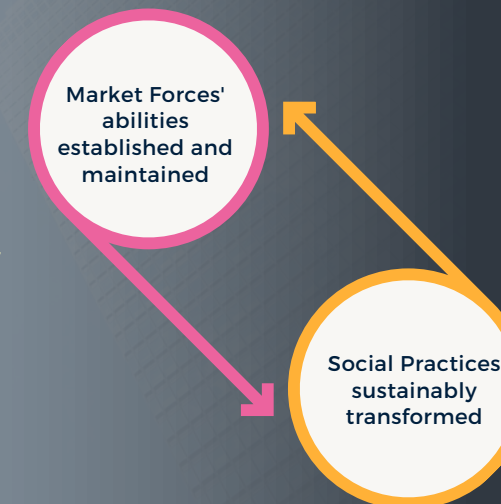 Market Forces'
abilities
established and
maintained
Social Practices
sustainably
transformed